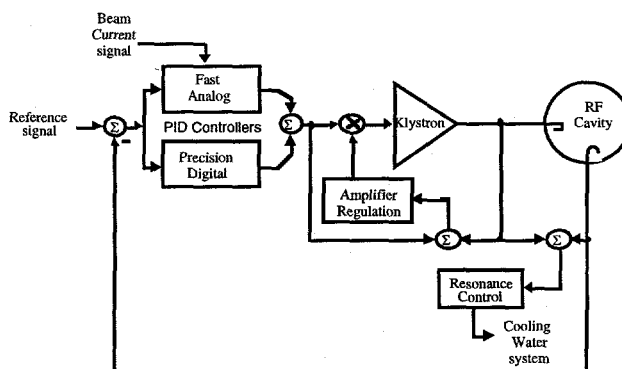 Beam
Current
signal
Fast
Analog
Reference
signal
Σ
PID Controllers
Precision
Digital
Σ
Klystron
RF
Cavity
Amplifier
Regulation
Σ
Σ
Resonance
Control
Cooling
Water
system